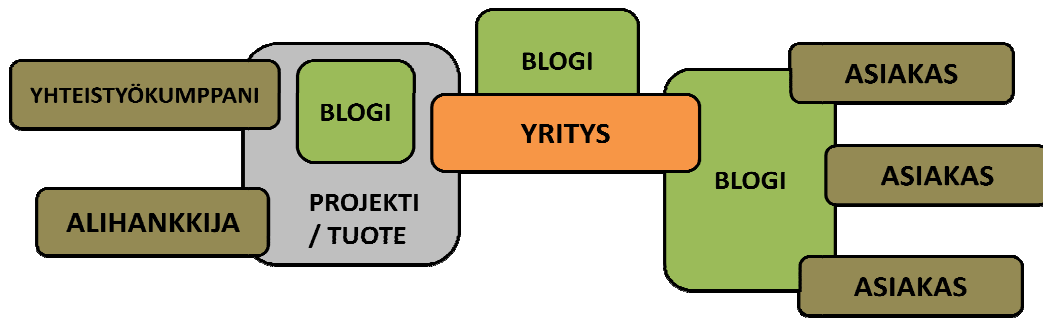 YHTEISTYÖKUMPPANI
BLOGI
ALIHANKKIJA
PROJEKTI
/ TUOTE
BLOGI
YRITYS
BLOGI
ASIAKAS
ASIAKAS
ASIAKAS